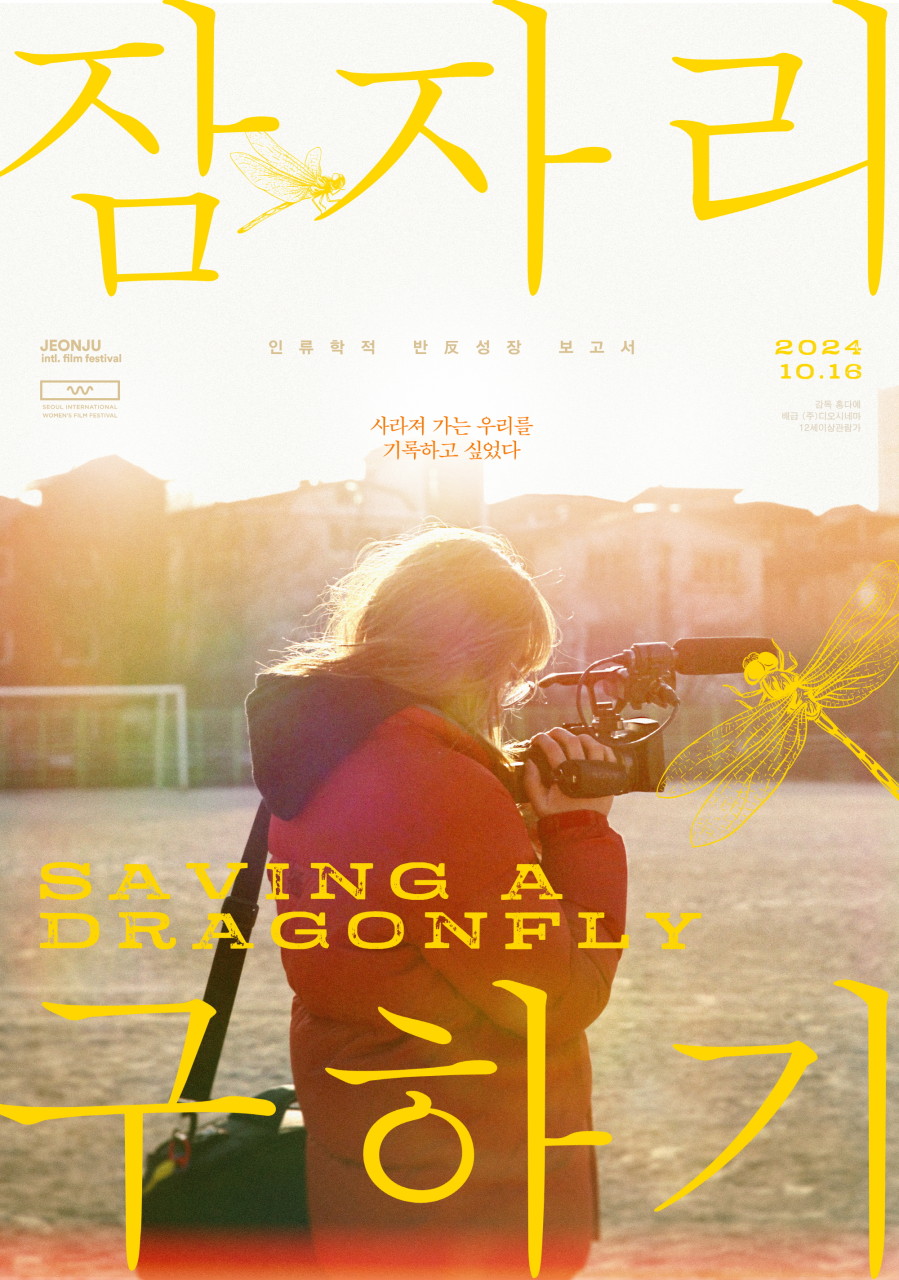 잠자리
JEONJU
intl. film festival
SEOUL INTERNATIONAL
WOMEN'S FILM FESTIVAL
인류학적 반反성장 보고서
2024
10.16
감독 홍다예
배급 (주)디오시네마
12세이상관람가
사라져 가는 우리를
기록하고 싶었다
SAVING A
DRAGONFLY
구하기